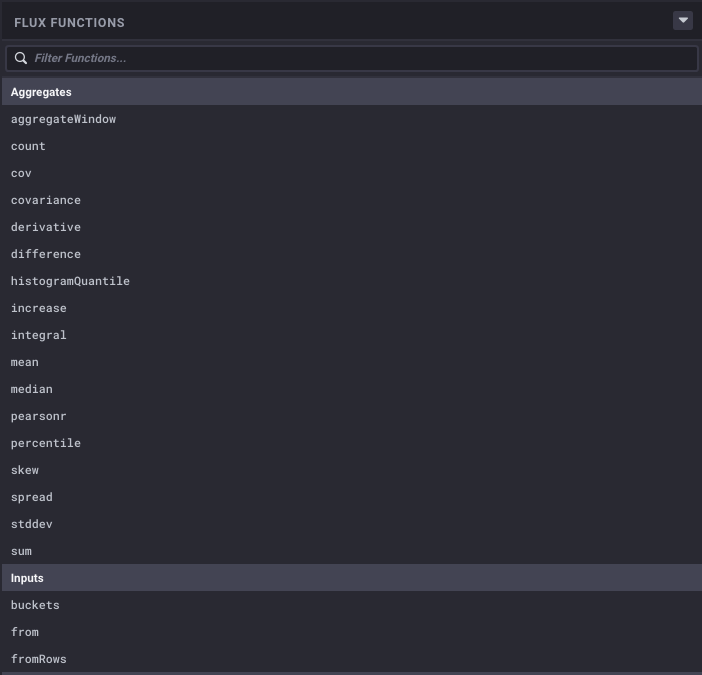 FLUX FUNCTIONS
Filter Functions...
Aggregates
aggregateWindow
count
cov
covariance
derivative
difference
histogramQuantile
increase
integral
mean
median
pearsonr
percentile
skew
spread
stddev
sum
Inputs
buckets
from
fromRows